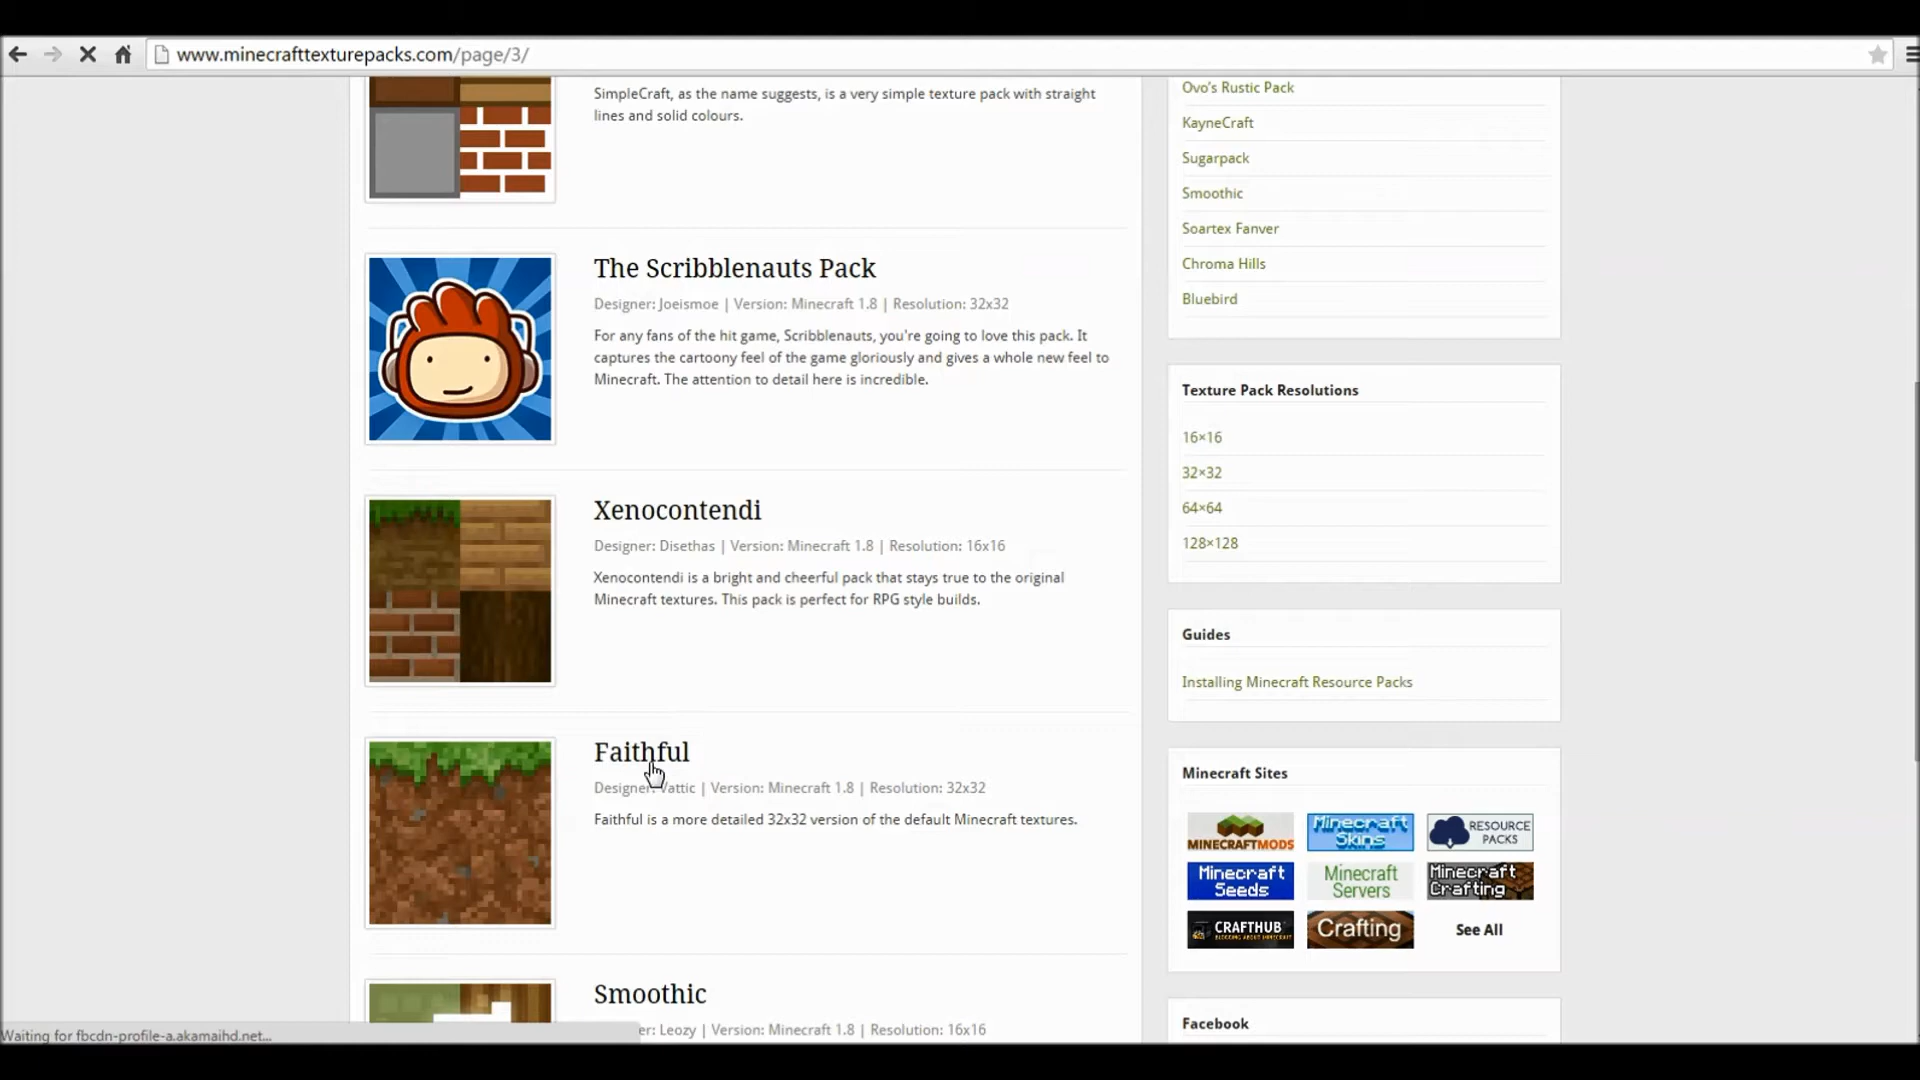 www.minecrafttexturepacks.com/page/3/
SimpleCraft, as the name suggests, is a very simple texture pack with straight
lines and solid colours.
The Scribblenauts Pack
Designer: Joeismoe | Version: Minecraft 1.8 | Resolution: 32x32
For any fans of the hit game, Scribblenauts, you're going to love this pack. It
captures the cartoony feel of the game gloriously and gives a whole new feel to
Minecraft. The attention to detail here is incredible.
Xenocontendi
Designer: Disethas | Version: Minecraft 1.8 | Resolution: 16x16
Xenocontendi is a bright and cheerful pack that stays true to the original
Minecraft textures. This pack is perfect for RPG style builds.
Faithful
Designer: Vattic | Version: Minecraft 1.8 | Resolution: 32x32
Faithful is a more detailed 32x32 version of the default Minecraft textures.
Smoothic
er: Leozy | Version: Minecraft 1.8 | Resolution: 16x16
Waiting for fbcdn-profile-a.akamaihd.net...
Ovo's Rustic Pack
KayneCraft
Sugarpack
Smoothic
Soartex Fanver
Chroma Hills
Bluebird
Texture Pack Resolutions
16×16
32×32
64×64
128×128
Guides
Installing Minecraft Resource Packs
Minecraft Sites
MINECRAFTMODS
Minecraft
Skins
RESOURCE
PACKS
Minecraft
Seeds
Minecraft
Servers
Minecraft
Crafting
CRAFTHUB
BLOGGING ABOUT MINECRAFT
Crafting
See All
Facebook